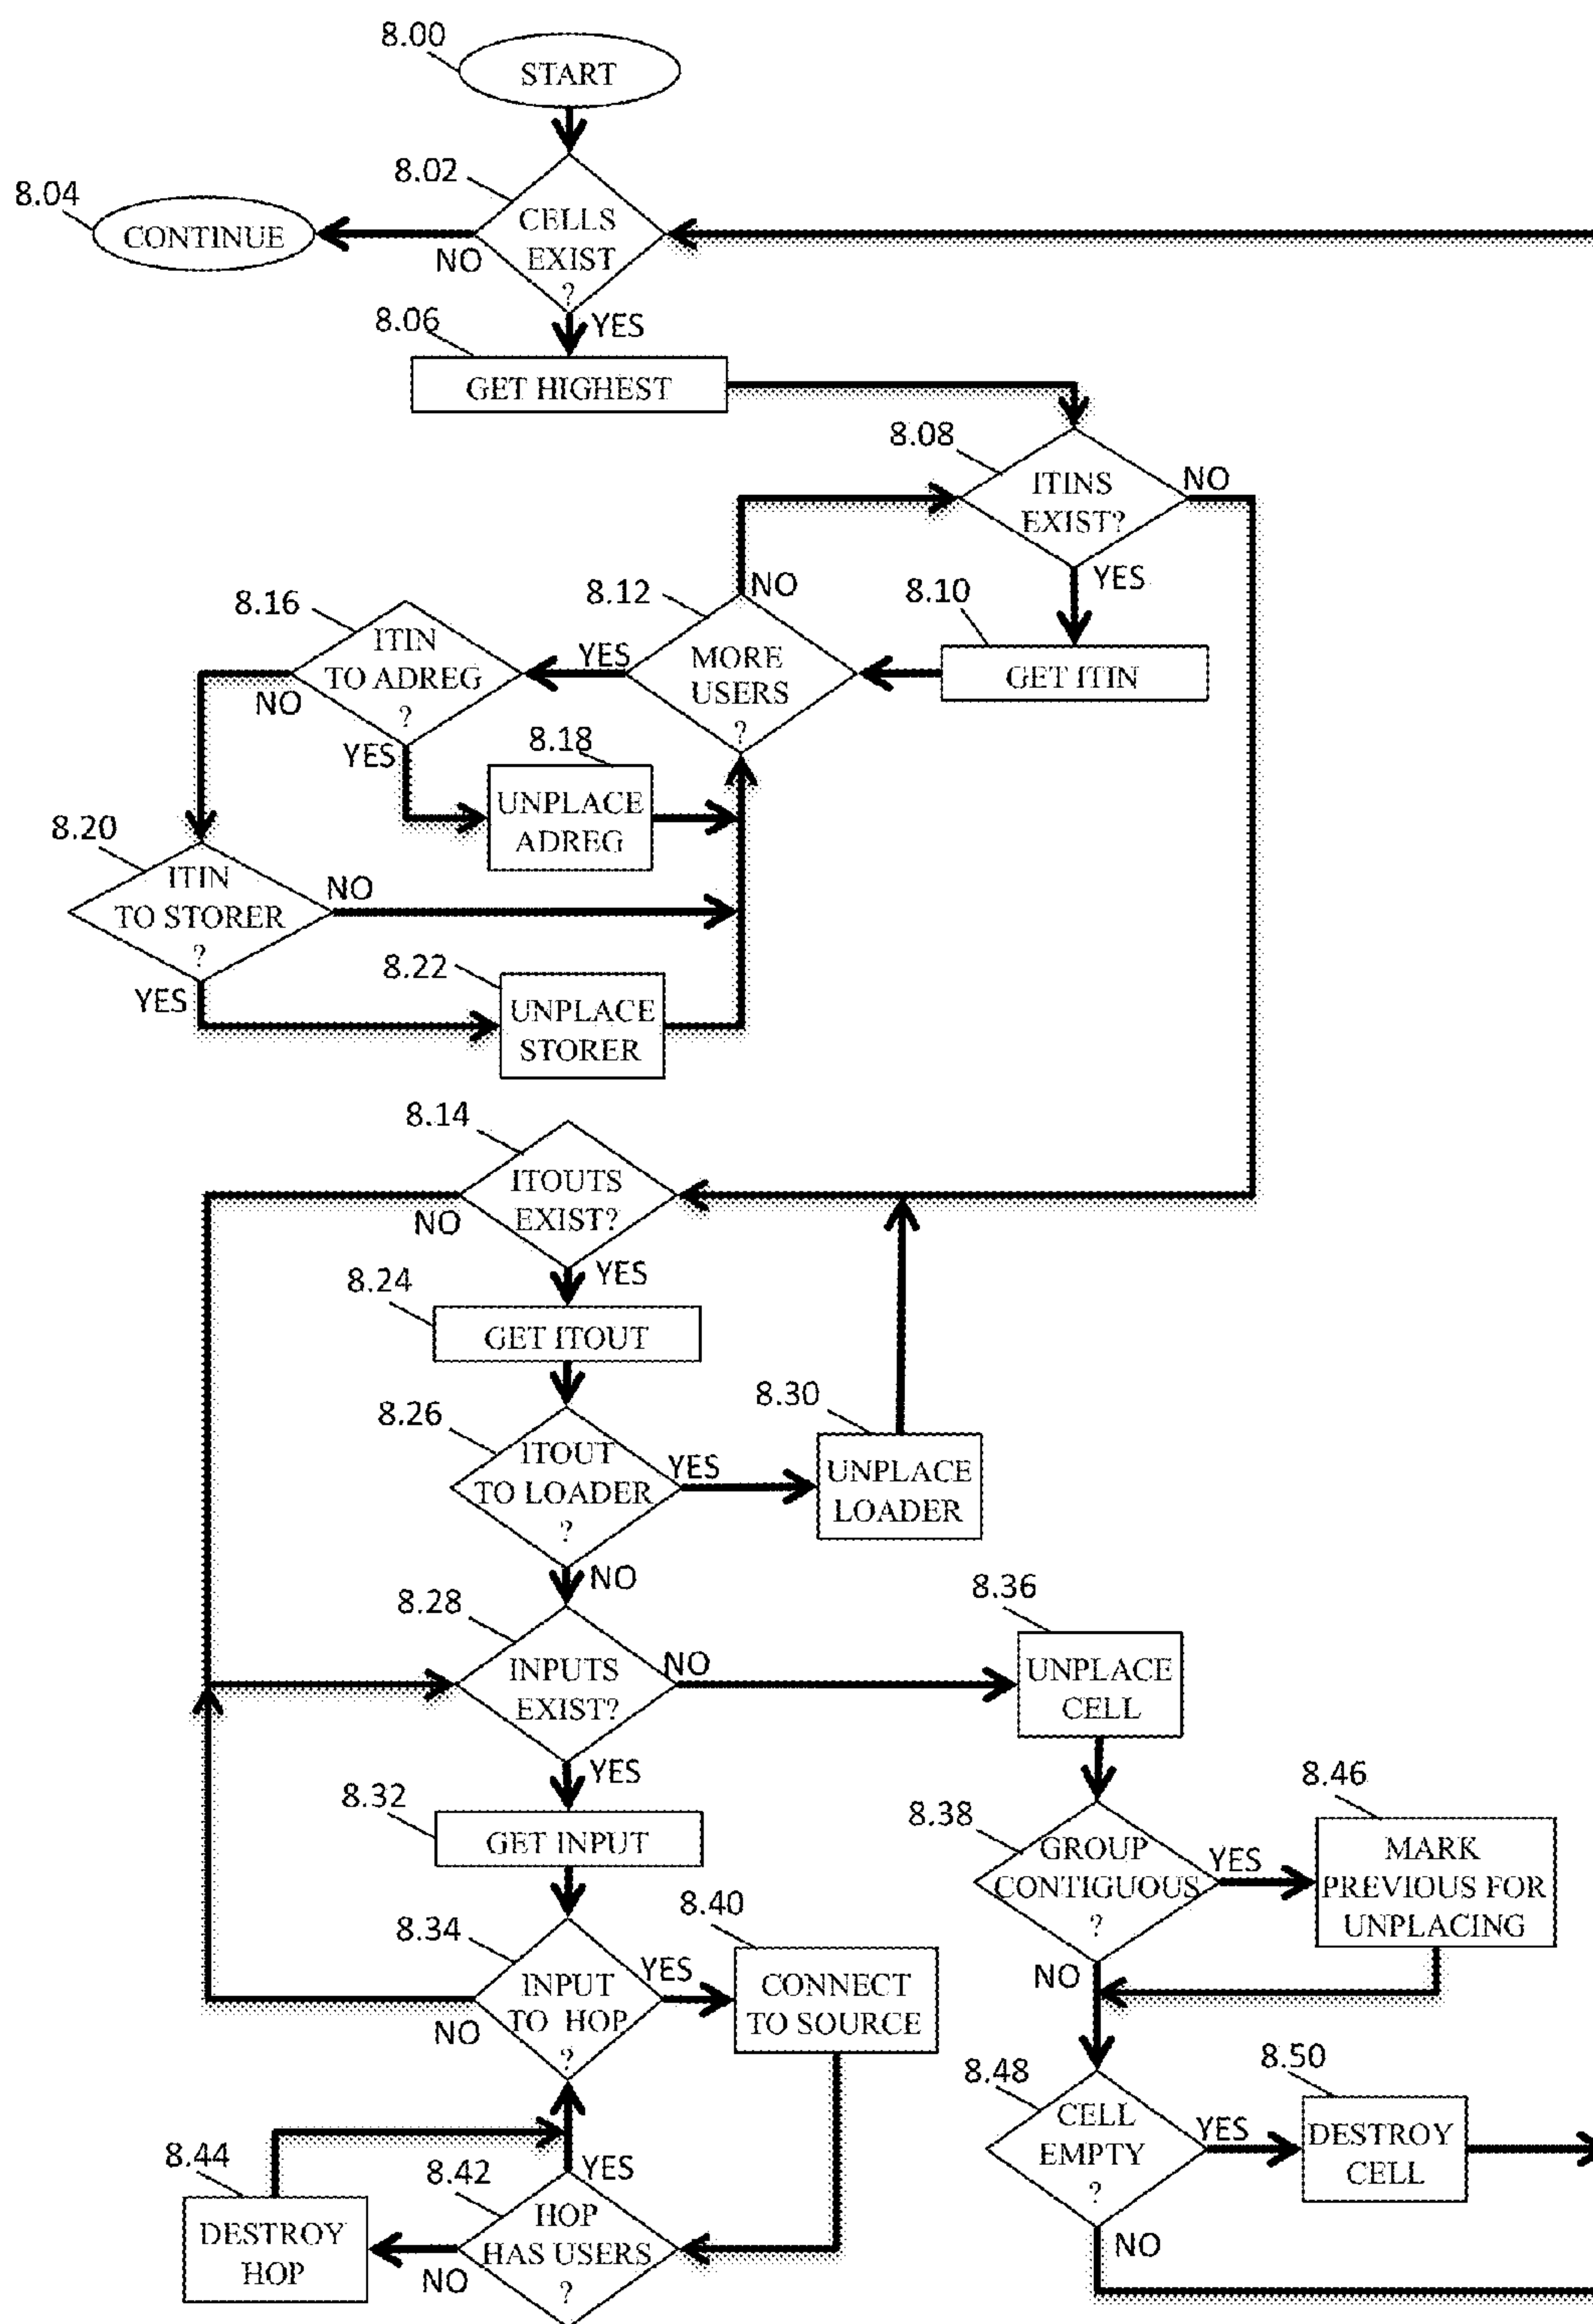 8.00
START
8.02
8.04
CELLS
EXIST
?
CONTINUE
NO
YES
8.06
GET HIGHEST
8.08
ITINS
EXIST?
NO
YES
8.10
GET ITIN
8.12
MORE
USERS
?
NO
YES
8.16
ITIN
TO ADREG
?
NO
YES
8.18
UNPLACE
ADREG
8.20
ITIN
TO STORER
?
NO
YES
8.22
UNPLACE
STORER
8.14
ITOUTS
EXIST?
NO
YES
8.24
GET ITOUT
8.26
ITOUT
TO LOADER
?
YES
NO
8.30
UNPLACE
LOADER
8.28
INPUTS
EXIST?
NO
YES
8.36
UNPLACE
CELL
8.32
GET INPUT
8.38
GROUP
CONTIGUOUS
?
YES
NO
8.46
MARK
PREVIOUS FOR
UNPLACING
8.34
INPUT
TO HOP
?
YES
NO
8.40
CONNECT
TO SOURCE
8.48
CELL
EMPTY
?
YES
NO
8.50
DESTROY
CELL
8.42
HOP
HAS USERS
?
YES
NO
8.44
DESTROY
HOP